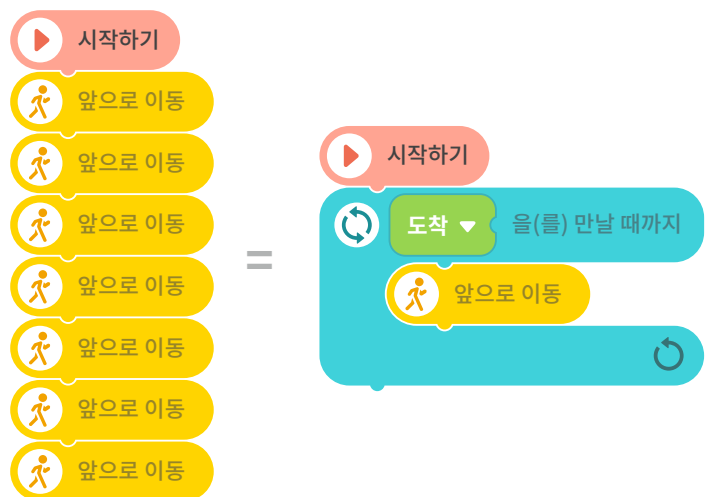 시작하기
앞으로 이동
앞으로 이동
앞으로 이동
앞으로 이동
앞으로 이동
앞으로 이동
앞으로 이동
=
시작하기
도착 을(를) 만날 때까지
앞으로 이동